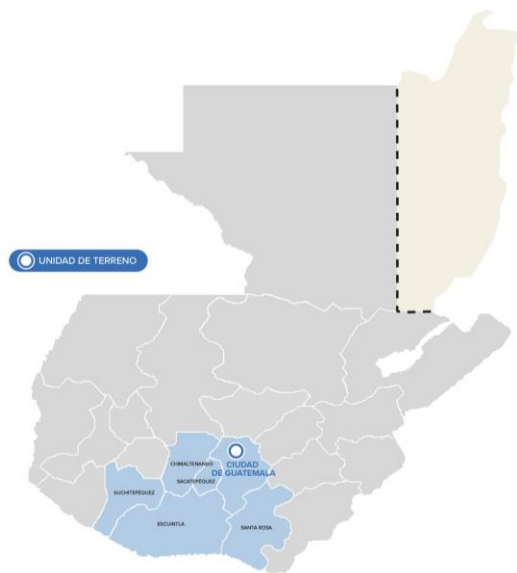 UNIDAD DE TERRENO
CHIMALTENANGO
CIUDAD
DE GUATEMALA
SACATEPÉQUEZ
SUCHITEPÉQUEZ
ESCUINTLA
SANTA ROSA